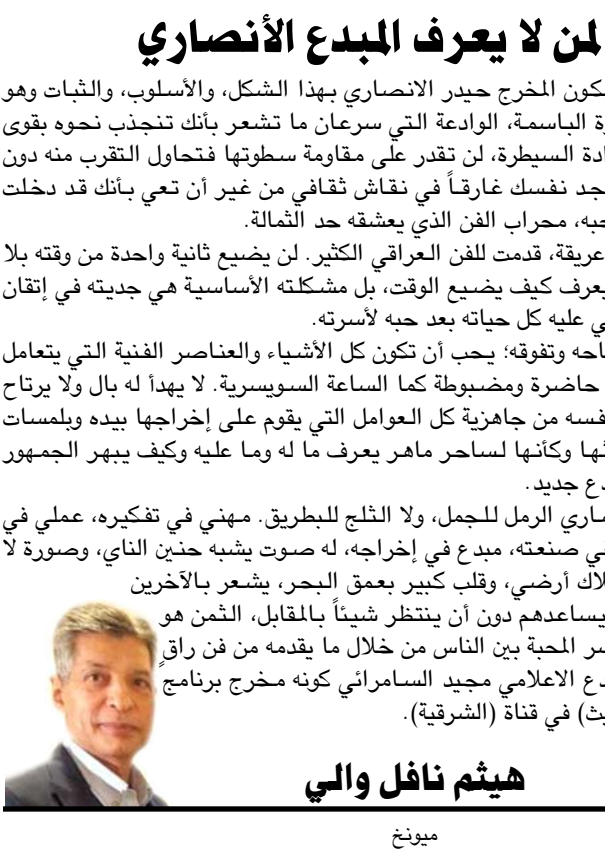 لمن لا يعرف المبدع الأنصاري
كون المخرج حيدر الانصاري بهذا الشكل، والأسلوب، والثبات وهو
ة الباسمة، الوادعة التي سرعان ما تشعر بأنك تنجذب نحوه بقوى
ادة السيطرة، لن تقدر على مقاومة سطوتها فتحاول التقرب منه دون
جد نفسك غارقاً في نقاش ثقافي من غير أن تعي بأنك قد دخلت
حبه، محراب الفن الذي يعشقه حد الثمالة.
عريقة، قدمت للفن العراقي الكثير. لن يضيع ثانية واحدة من وقته بلا
يعرف كيف يضيع الوقت، بل مشكلته الأساسية هي جديته في إتقان
ي عليه كل حياته بعد حبه لأسرته.
احه وتفوقه؛ يحب أن تكون كل الأشياء والعناصر الفنية التي يتعامل
حاضرة ومضبوطة كما الساعة السويسرية. لا يهدأ له بال ولا يرتاح
فسه من جاهزية كل العوامل التي يقوم على إخراجها بيده وبلمسات
ها وكأنها لساحر ماهر يعرف ما له وما عليه وكيف يبهر الجمهور
دع جديد.
ساري الرمل للجمل، ولا الثلج للبطريق. مهني في تفكيره، عملي في
ي صنعته، مبدع في إخراجه، له صوت يشبه حنين الناي، وصورة لا
لاك أرضي، وقلب كبير بعمق البحر، يشعر بالآخرين
يساعدهم دون أن ينتظر شيئاً بالمقابل، الثمن هو
سر المحبة بين الناس من خلال ما يقدمه من فن راقٍ
دع الاعلامي مجيد السامرائي كونه مخرج برنامج
يث) في قناة (الشرقية).
هيثم نافل والي
ميونخ